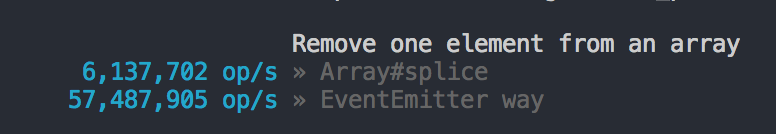 Remove one element from an array
6,137,702 op/s » Array#splice
57,487,905 op/s » EventEmitter way